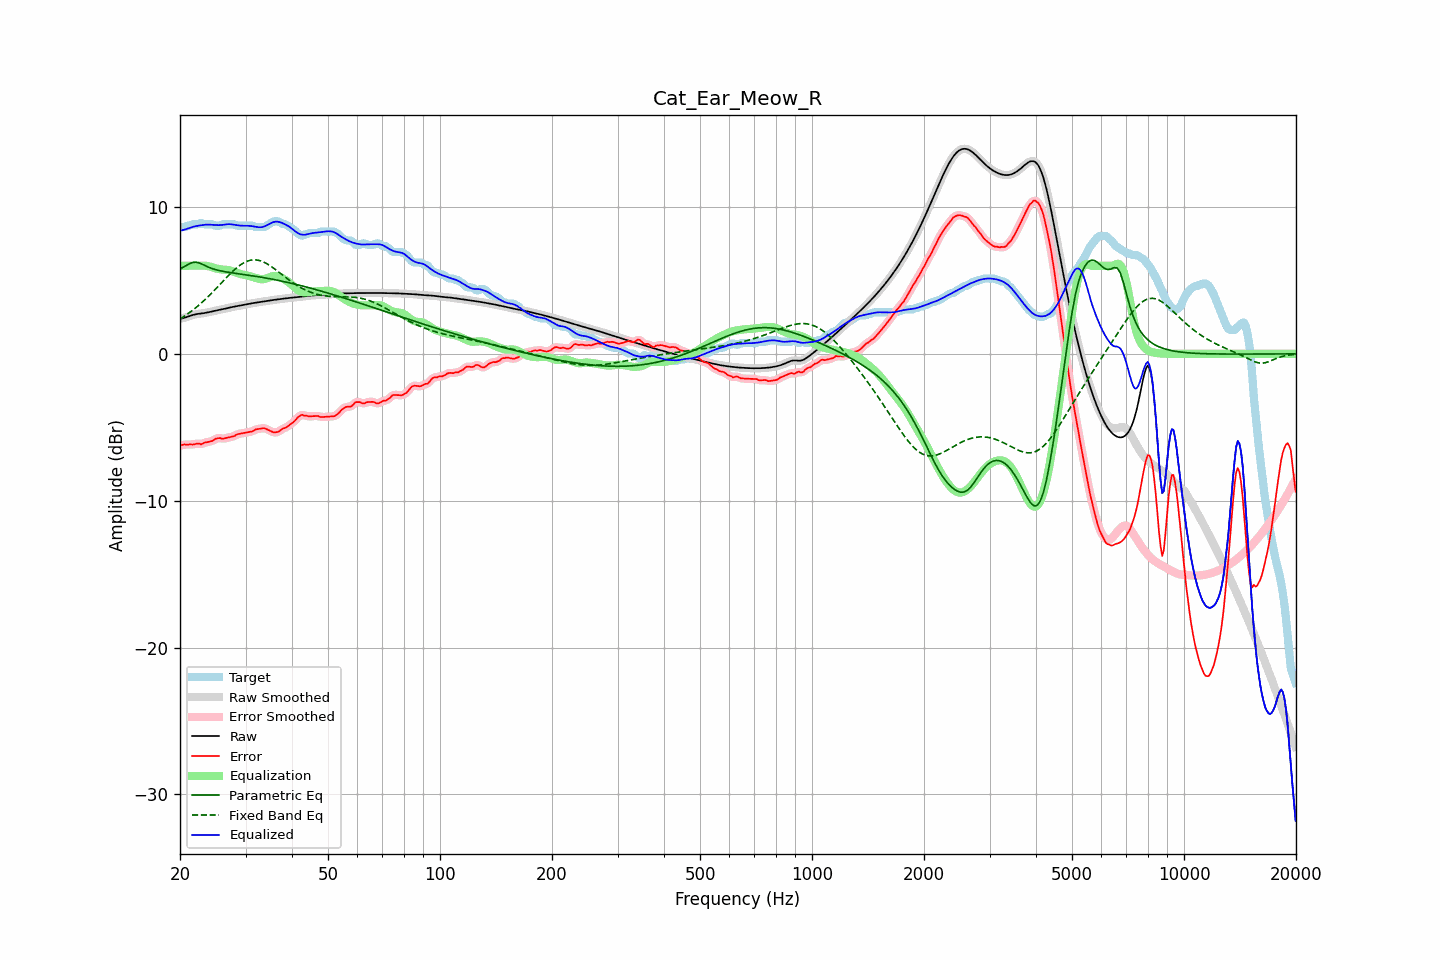 Cat_Ear_Meow_R
10
0
−10
−20
−30
Amplitude (dBr)
Target
Raw Smoothed
Error Smoothed
Raw
Error
Equalization
Parametric Eq
Fixed Band Eq
Equalized
20 50 100 200 500 1000 2000 5000 10000 20000
Frequency (Hz)